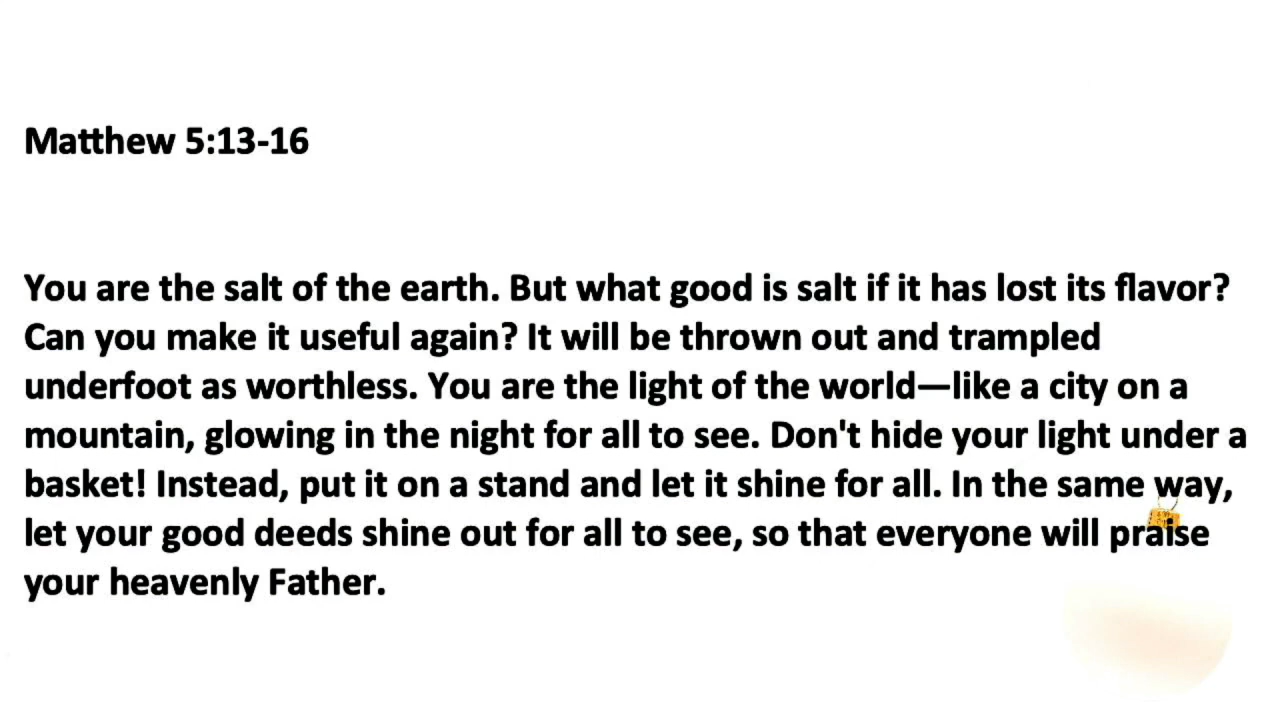 Matthew 5:13-16
You are the salt of the earth. But what good is salt if it has lost its flavor?
Can you make it useful again? It will be thrown out and trampled
underfoot as worthless. You are the light of the world—like a city on a
mountain, glowing in the night for all to see. Don't hide your light under a
basket! Instead, put it on a stand and let it shine for all. In the same way,
let your good deeds shine out for all to see, so that everyone will praise
your heavenly Father.